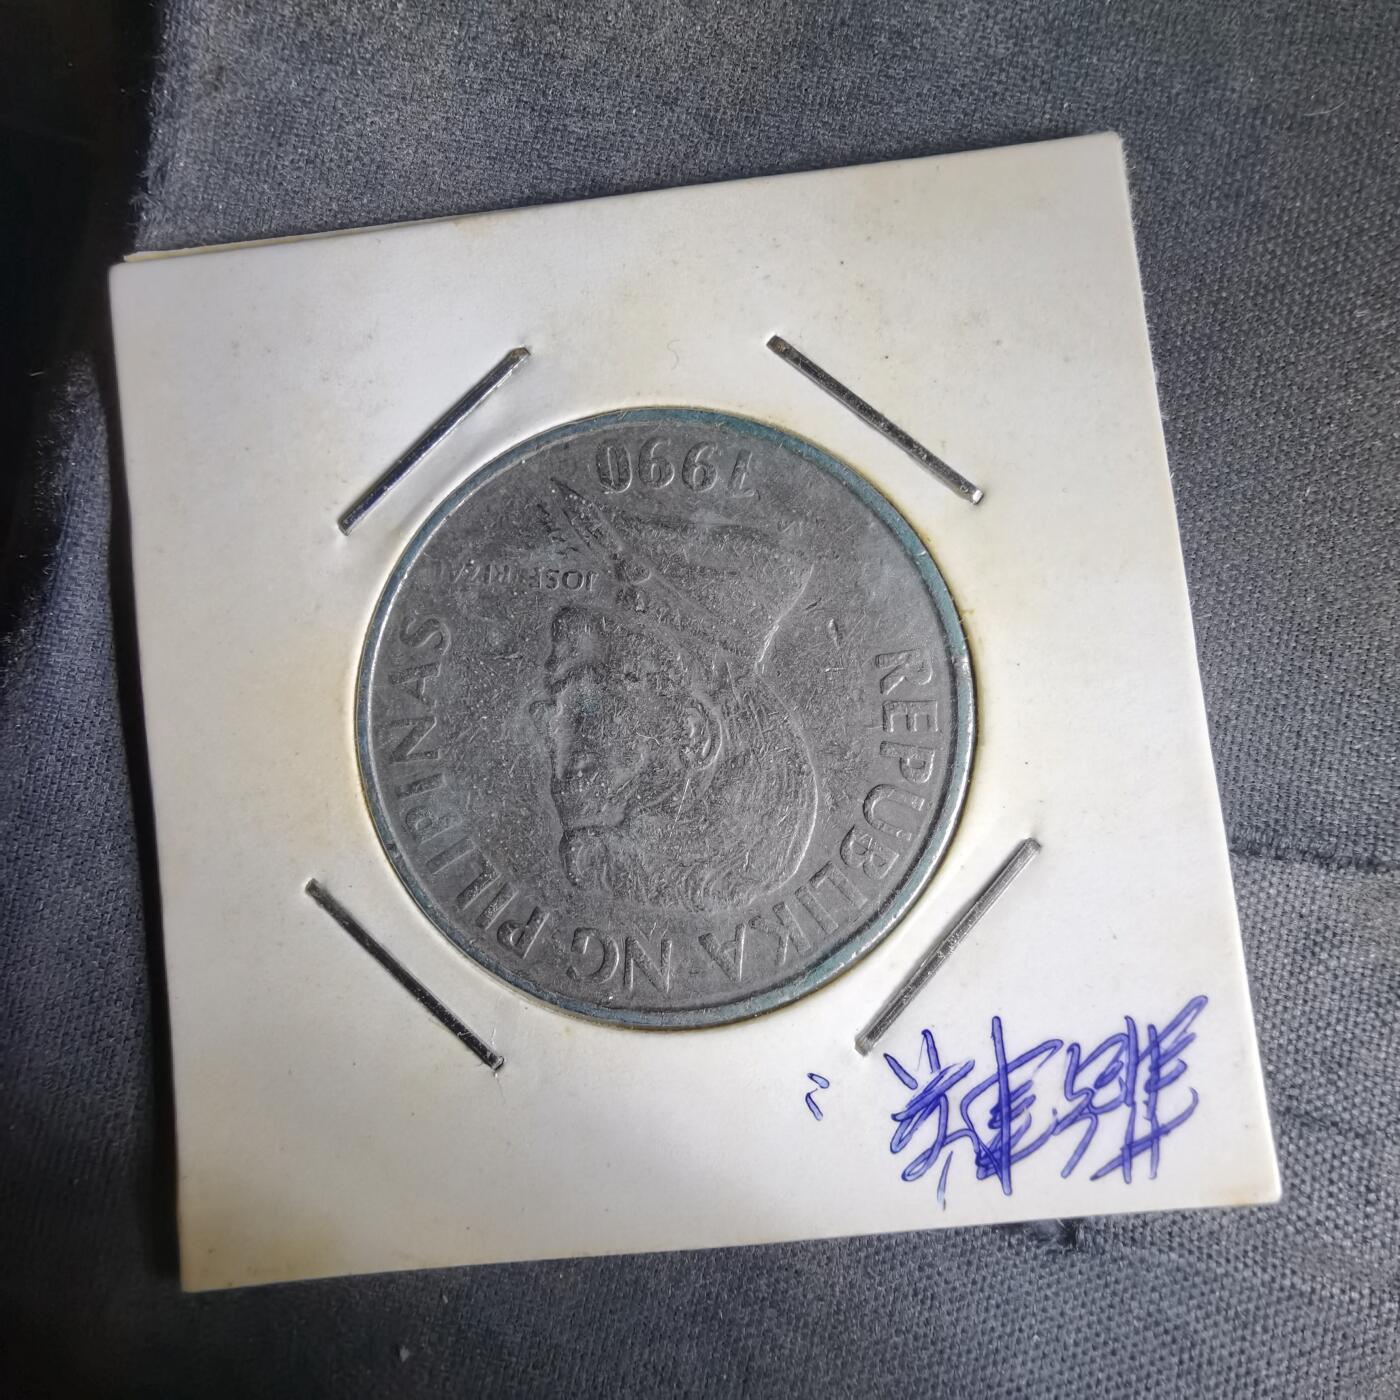 REPUBLIKA NG PILIPINAS
JOSE RIZAL
1990